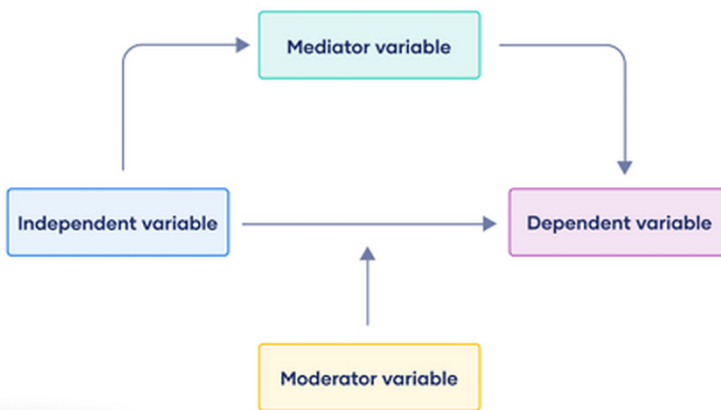 Mediator variable
Independent variable
Dependent variable
Moderator variable